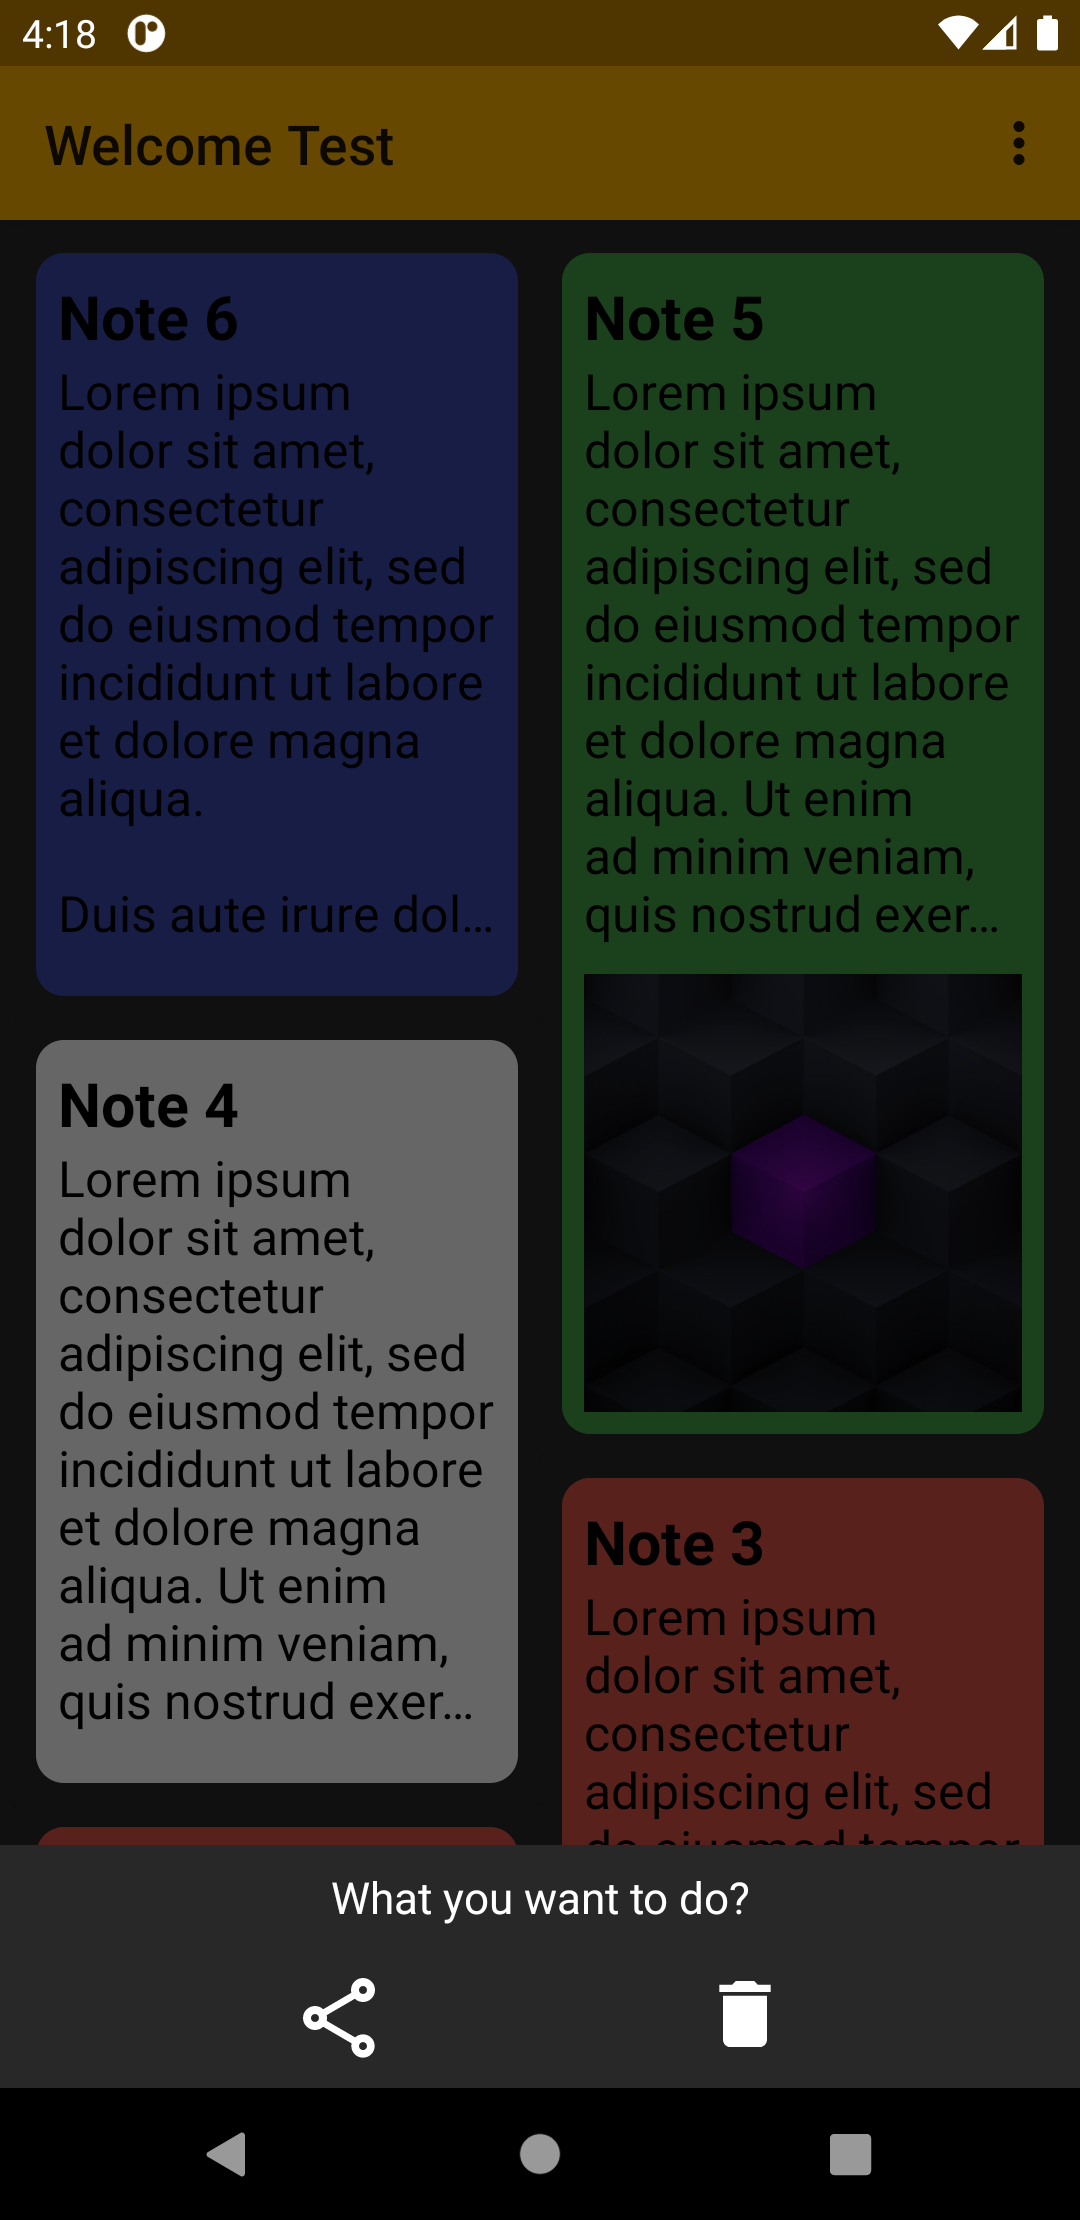 4:18
Welcome Test
Note 6
Lorem ipsum
dolor sit amet,
consectetur
adipiscing elit, sed
do eiusmod tempor
incididunt ut labore
et dolore magna
aliqua.
Duis aute irure dol...
Note 5
Lorem ipsum
dolor sit amet,
consectetur
adipiscing elit, sed
do eiusmod tempor
incididunt ut labore
et dolore magna
aliqua. Ut enim
ad minim veniam,
quis nostrud exer...
Note 4
Lorem ipsum
dolor sit amet,
consectetur
adipiscing elit, sed
do eiusmod tempor
incididunt ut labore
et dolore magna
aliqua. Ut enim
ad minim veniam,
quis nostrud exer...
Note 3
Lorem ipsum
dolor sit amet,
consectetur
adipiscing elit, sed
do eiusmod tempor
What you want to do?